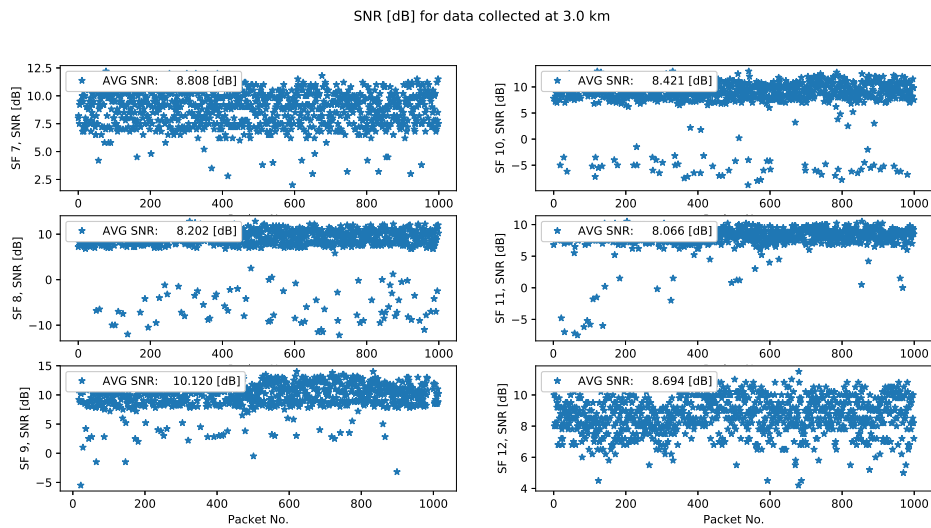 SNR [dB] for data collected at 3.0 km
SF 7, SNR [dB]
12.5
10.0
7.5
5.0
2.5
AVG SNR: 8.808 [dB]
0 200 400 600 800 1000
SF 10, SNR [dB]
10
5
0
−5
AVG SNR: 8.421 [dB]
0 200 400 600 800 1000
SF 8, SNR [dB]
10
0
−10
AVG SNR: 8.202 [dB]
0 200 400 600 800 1000
SF 11, SNR [dB]
10
5
0
−5
AVG SNR: 8.066 [dB]
0 200 400 600 800 1000
SF 9, SNR [dB]
15
10
5
0
−5
AVG SNR: 10.120 [dB]
0 200 400 600 800 1000
Packet No.
SF 12, SNR [dB]
10
8
6
4
AVG SNR: 8.694 [dB]
0 200 400 600 800 1000
Packet No.